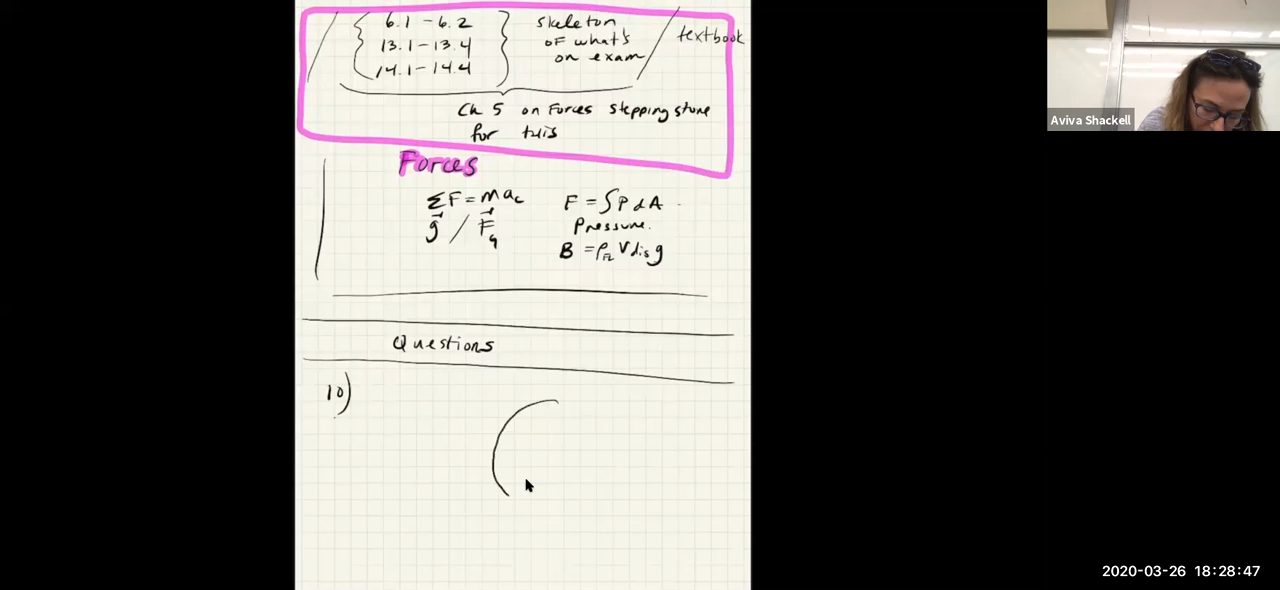 6.1 - 6.2
13.1 - 13.4
14.1 - 14.4
skeleton
OF what's
on exam
textbook
Ch 5 on Forces stepping stone
for this
Forces
ΣF = mac
g / Fg
F = ∫P dA
Pressure.
B = ρFL Vdis g
Questions
10)
Aviva Shackell
2020-03-26 18:28:47